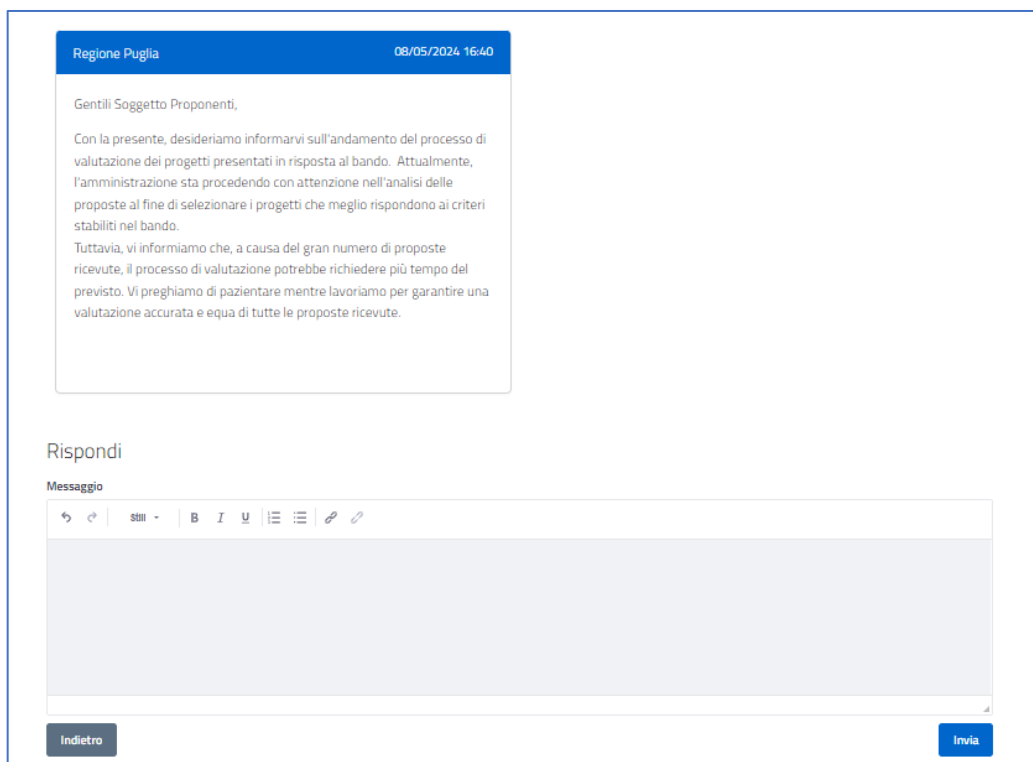 Regione Puglia 08/05/2024 16:40
Gentili Soggetto Proponenti,
Con la presente, desideriamo informarvi sull'andamento del processo di
valutazione dei progetti presentati in risposta al bando. Attualmente,
l'amministrazione sta procedendo con attenzione nell'analisi delle
proposte al fine di selezionare i progetti che meglio rispondono ai criteri
stabiliti nel bando.
Tuttavia, vi informiamo che, a causa del gran numero di proposte
ricevute, il processo di valutazione potrebbe richiedere più tempo del
previsto. Vi preghiamo di pazientare mentre lavoriamo per garantire una
valutazione accurata e equa di tutte le proposte ricevute.
Rispondi
Messaggio
Stili B I U
Indietro Invia